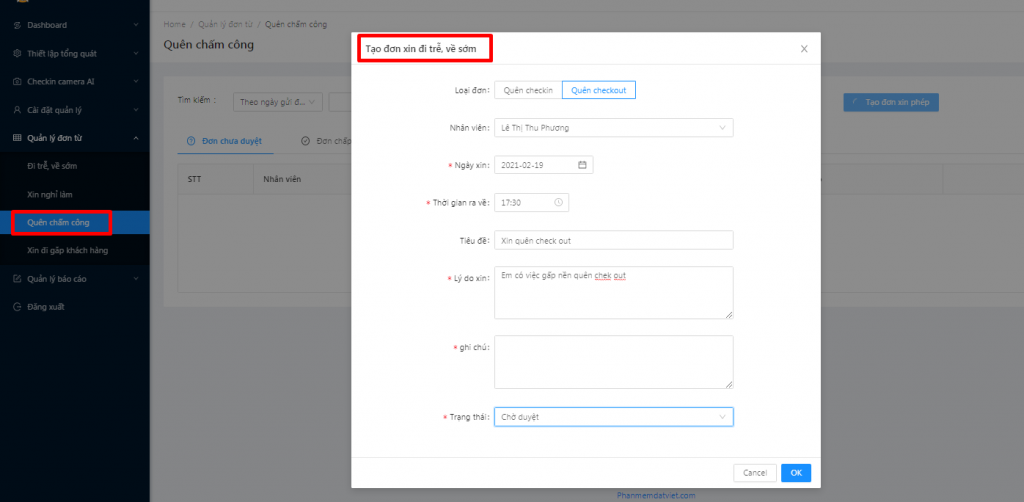 Dashboard
Thiết lập tổng quát
Checkin camera AI
Cài đặt quản lý
Quản lý đơn từ
Đi trễ, về sớm
Xin nghỉ làm
Quên chấm công
Xin đi gặp khách hàng
Quản lý báo cáo
Đăng xuất
Home / Quản lý đơn từ / Quên chấm công
Quên chấm công
Tìm kiếm :
Theo ngày gửi đ...
Tạo đơn xin phép
Đơn chưa duyệt
Đơn chấp
STT
Nhân viên
Tạo đơn xin đi trễ, về sớm
Loại đơn: Quên checkin Quên checkout
Nhân viên: Lê Thị Thu Phương
* Ngày xin: 2021-02-19
* Thời gian ra về: 17:30
Tiêu đề: Xin quên check out
* Lý do xin: Em có việc gấp nên quên chek out
* ghi chú:
* Trạng thái: Chờ duyệt
Cancel OK
Phanmemdatviet.com